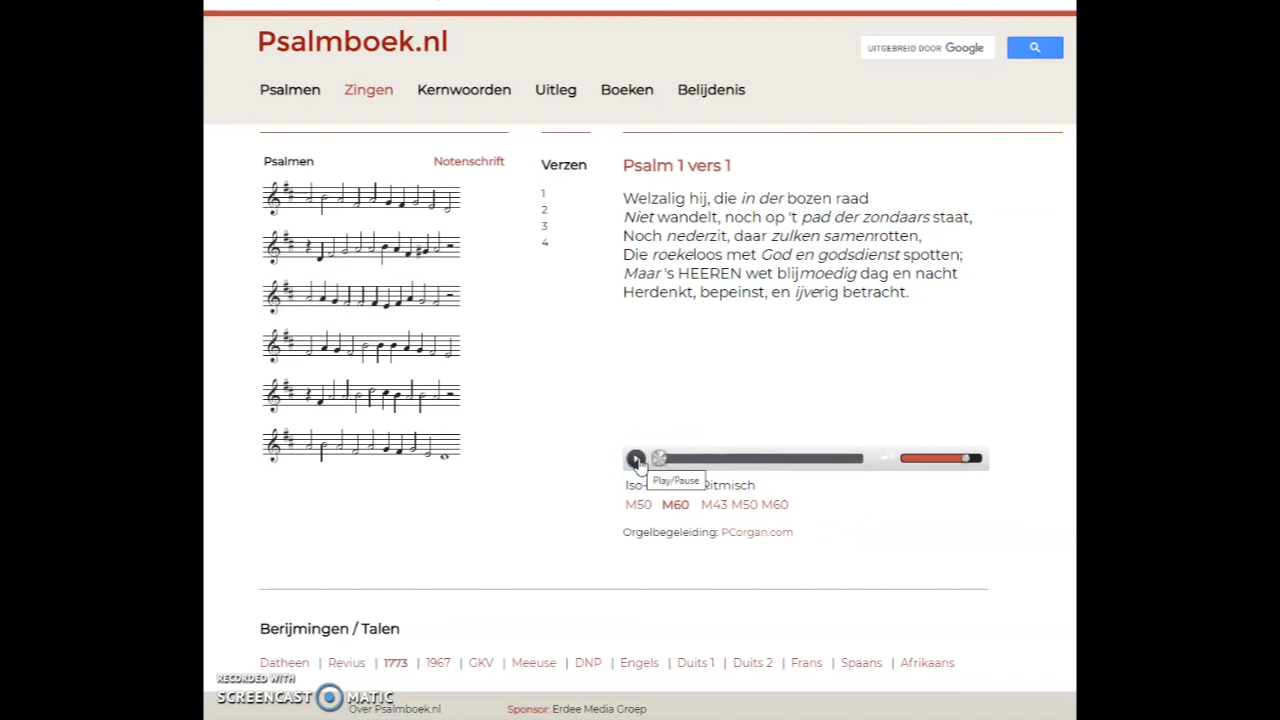 Psalmboek.nl
UITGEBREID DOOR Google
Psalmen Zingen Kernwoorden Uitleg Boeken Belijdenis
Psalmen Notenschrift
Verzen
1
2
3
4
Psalm 1 vers 1
Welzalig hij, die in der bozen raad
Niet wandelt, noch op 't pad der zondaars staat,
Noch nederzit, daar zulken samenrotten,
Die roekeloos met God en godsdienst spotten;
Maar 's HEEREN wet blijmoedig dag en nacht
Herdenkt, bepeinst, en ijverig betracht.
Play/Pause
Iso- Ritmisch
M50 M60 M43 M50 M60
Orgelbegeleiding: PCorgan.com
Berijmingen / Talen
Datheen | Revius | 1773 | 1967 | GKV | Meeuse | DNP | Engels | Duits 1 | Duits 2 | Frans | Spaans | Afrikaans
RECORDED WITH
SCREENCAST MATIC
Over Psalmboek.nl Sponsor: Erdee Media Groep